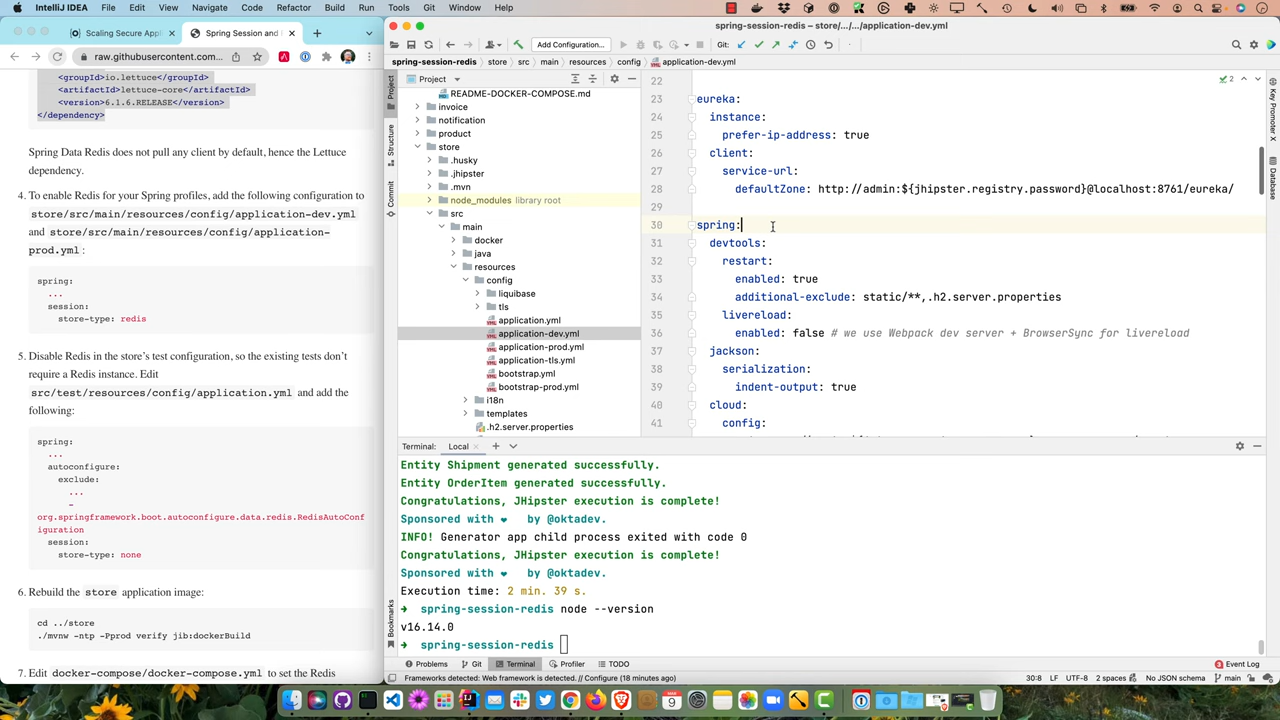 IntelliJ IDEA File Edit View Navigate Code Refactor Build Run Tools Git Window Help
Scaling Secure Appl
Spring Session and
raw.githubusercontent.com
<groupId>io.lettuce</groupId>
<artifactId>lettuce-core</artifactId>
<version>6.1.6.RELEASE</version>
</dependency>
Spring Data Redis does not pull any client by default, hence the Lettuce
dependency.
4. To enable Redis for your Spring profiles, add the following configuration to
store/src/main/resources/config/application-dev.yml
and store/src/main/resources/config/application-
prod.yml :
spring:
...
session:
store-type: redis
5. Disable Redis in the store's test configuration, so the existing tests don't
require a Redis instance. Edit
src/test/resources/config/application.yml and add the
following:
spring:
...
autoconfigure:
exclude:
...
-
org.springframework.boot.autoconfigure.data.redis.RedisAutoConf
iguration
session:
store-type: none
6. Rebuild the store application image:
cd ../store
./mvnw -ntp -Pprod verify jib:dockerBuild
7. Edit docker-compose/docker-compose.yml to set the Redis
spring-session-redis – store/.../application-dev.yml
Add Configuration...
Git:
spring-session-redis store src main resources config application-dev.yml
Project
README-DOCKER-COMPOSE.md
invoice
notification
product
store
.husky
.jhipster
.mvn
node_modules library root
src
main
docker
java
resources
config
liquibase
tls
application.yml
application-dev.yml
application-prod.yml
application-tls.yml
bootstrap.yml
bootstrap-prod.yml
i18n
templates
.h2.server.properties
Project
Structure
Commit
Bookmarks
22
23 eureka:
24 instance:
25 prefer-ip-address: true
26 client:
27 service-url:
28 defaultZone: http://admin:${jhipster.registry.password}@localhost:8761/eureka/
29
30 spring:
31 devtools:
32 restart:
33 enabled: true
34 additional-exclude: static/**,.h2.server.properties
35 livereload:
36 enabled: false # we use Webpack dev server + BrowserSync for livereload
37 jackson:
38 serialization:
39 indent-output: true
40 cloud:
41 config:
2
Key Promoter X
Database
Terminal: Local
Entity Shipment generated successfully.
Entity OrderItem generated successfully.
Congratulations, JHipster execution is complete!
Sponsored with ❤ by @oktadev.
INFO! Generator app child process exited with code 0
Congratulations, JHipster execution is complete!
Sponsored with ❤ by @oktadev.
Execution time: 2 min. 39 s.
➜ spring-session-redis node --version
v16.14.0
➜ spring-session-redis
Problems Git Terminal Profiler TODO
3 Event Log
Frameworks detected: Web framework is detected. // Configure (18 minutes ago)
30:8 LF UTF-8 2 spaces No JSON schema main
MAR
9